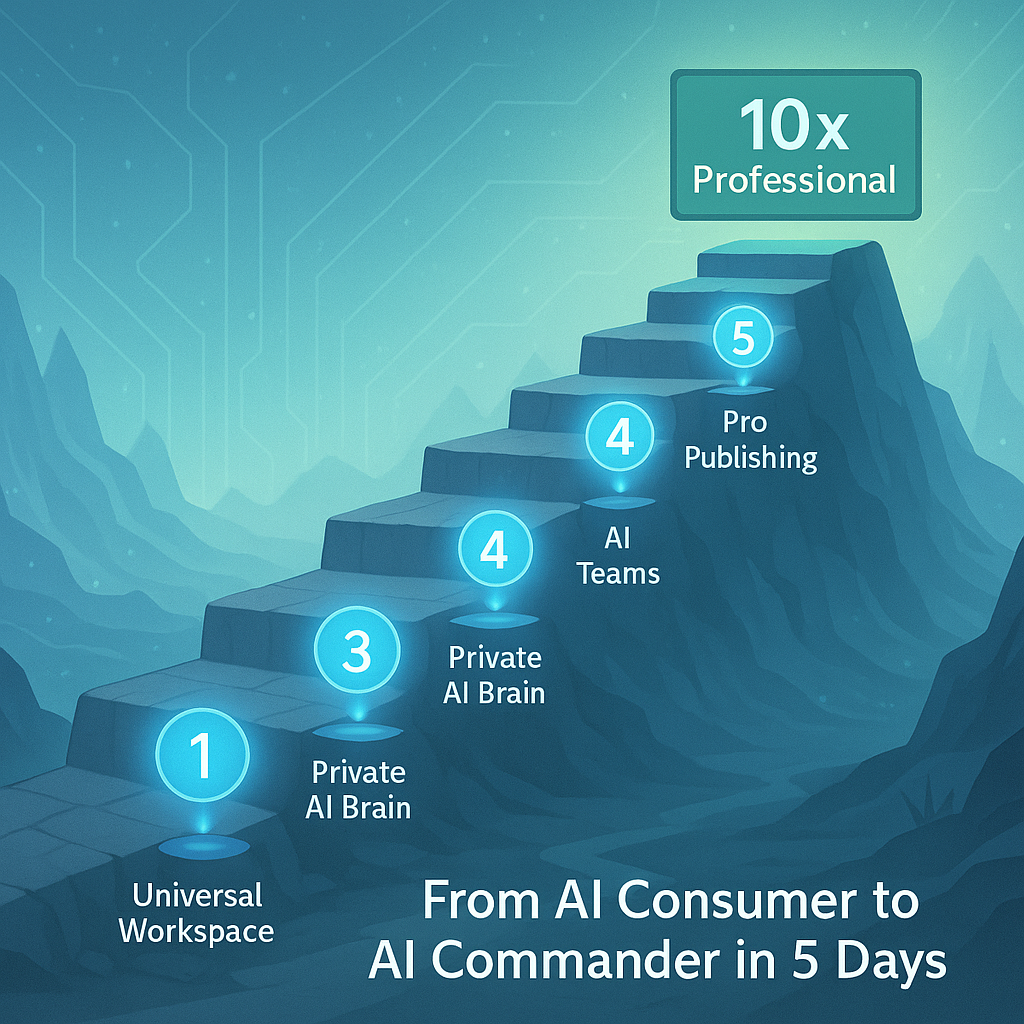 10x
Professional
5
Pro
Publishing
4
AI
Teams
4
Private
AI Brain
3
Private
AI Brain
1
Universal
Workspace
From AI Consumer to
AI Commander in 5 Days